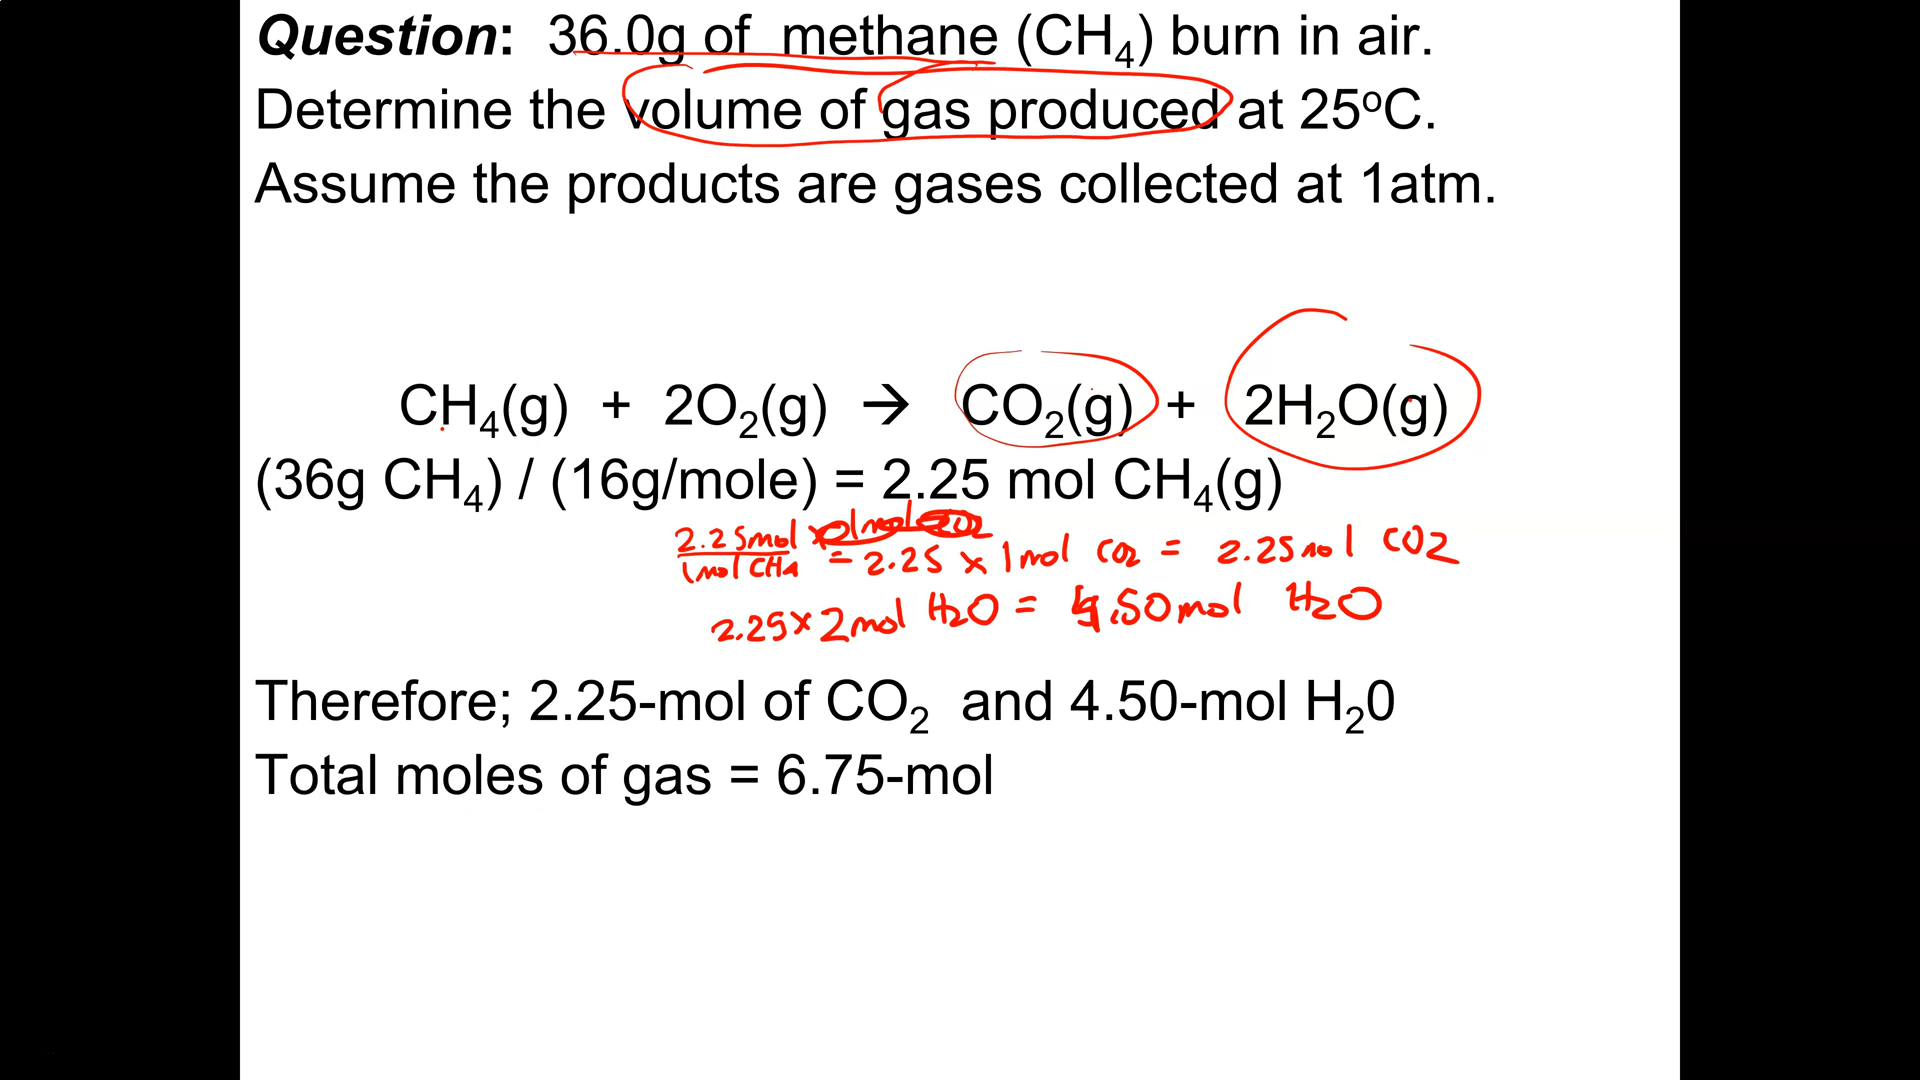 Question: 36.0g of methane (CH₄) burn in air.
Determine the volume of gas produced at 25ºC.
Assume the products are gases collected at 1atm.
CH₄(g) + 2O₂(g) → CO₂(g) + 2H₂O(g)
(36g CH₄) / (16g/mole) = 2.25 mol CH₄(g)
2.25mol
1mol CH4 = 2.25 x 1mol CO2 = 2.25mol CO2
2.25 x 2mol H2O = 4.50mol H2O
Therefore; 2.25-mol of CO₂ and 4.50-mol H₂0
Total moles of gas = 6.75-mol